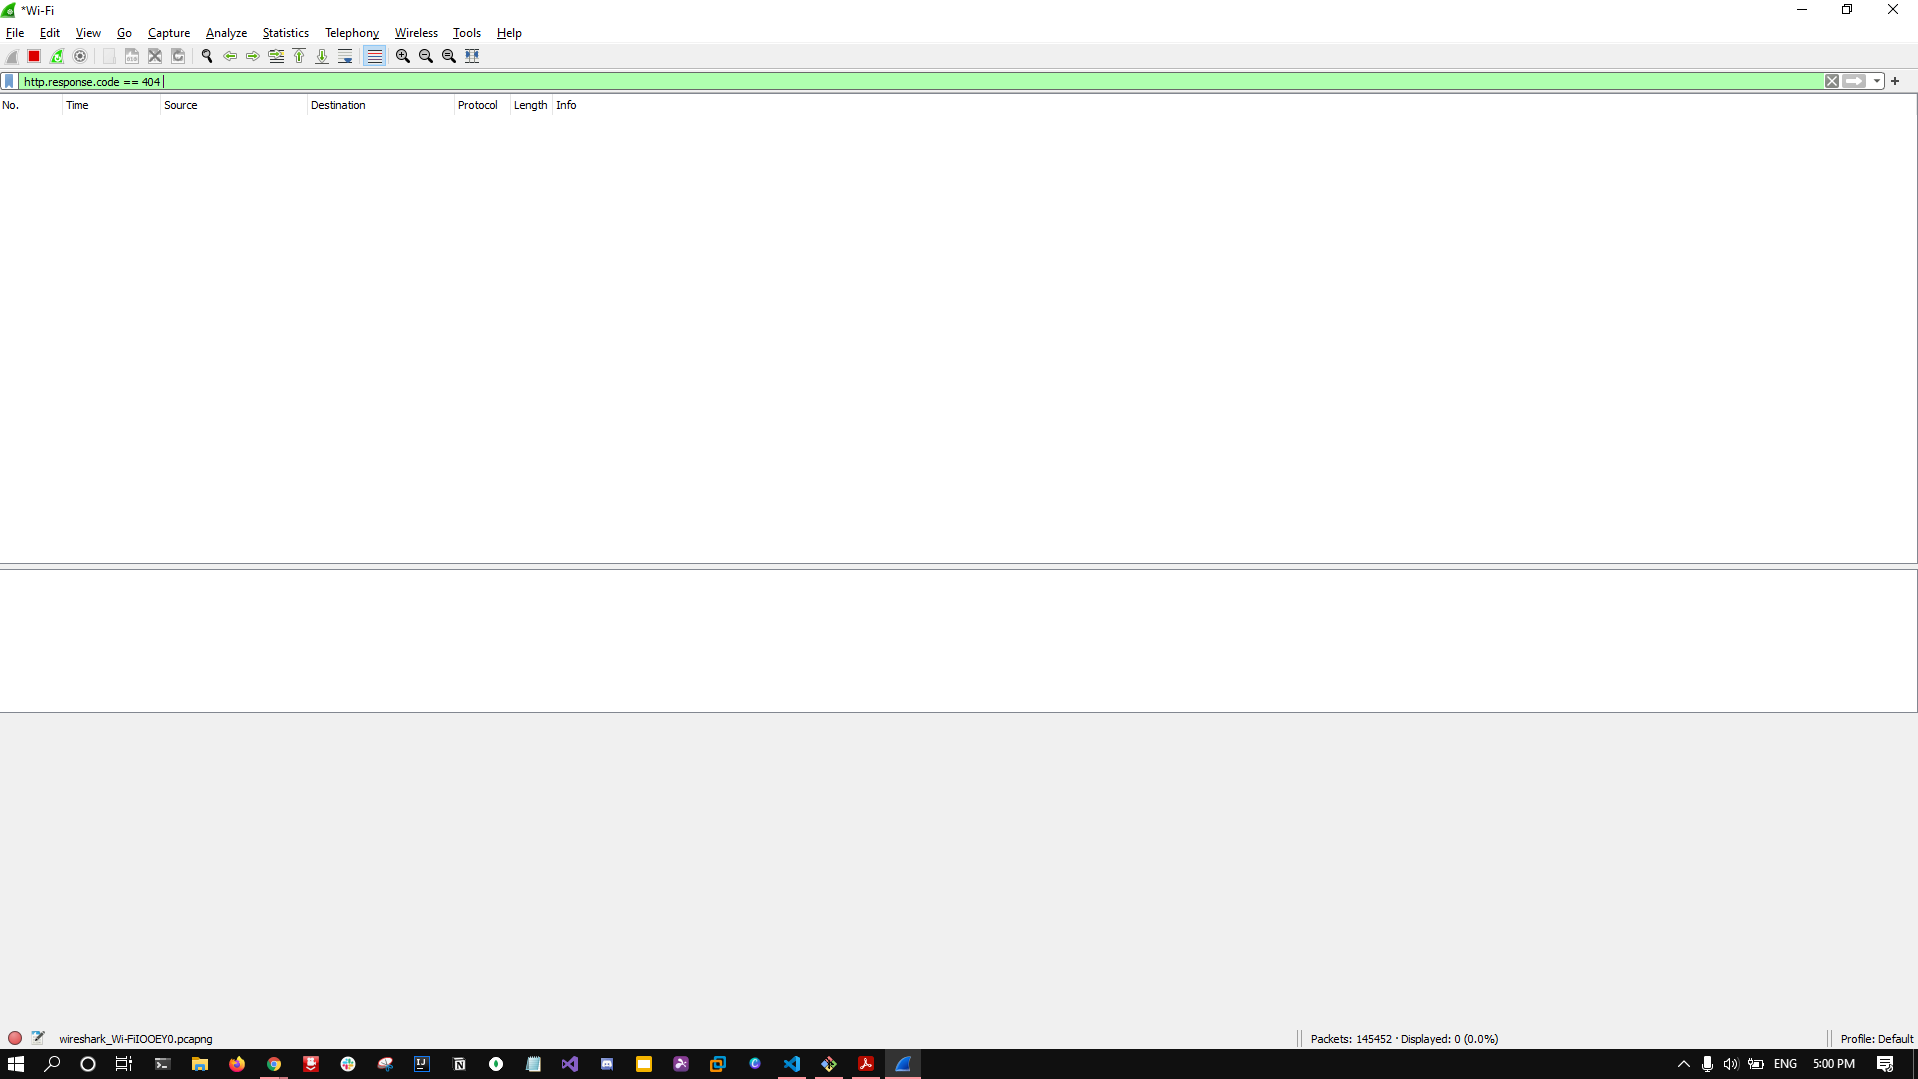 *Wi-Fi
File Edit View Go Capture Analyze Statistics Telephony Wireless Tools Help
http.response.code == 404
No. Time Source Destination Protocol Length Info
wireshark_Wi-FiIOOEY0.pcapng Packets: 145452 · Displayed: 0 (0.0%) Profile: Default
ENG 5:00 PM